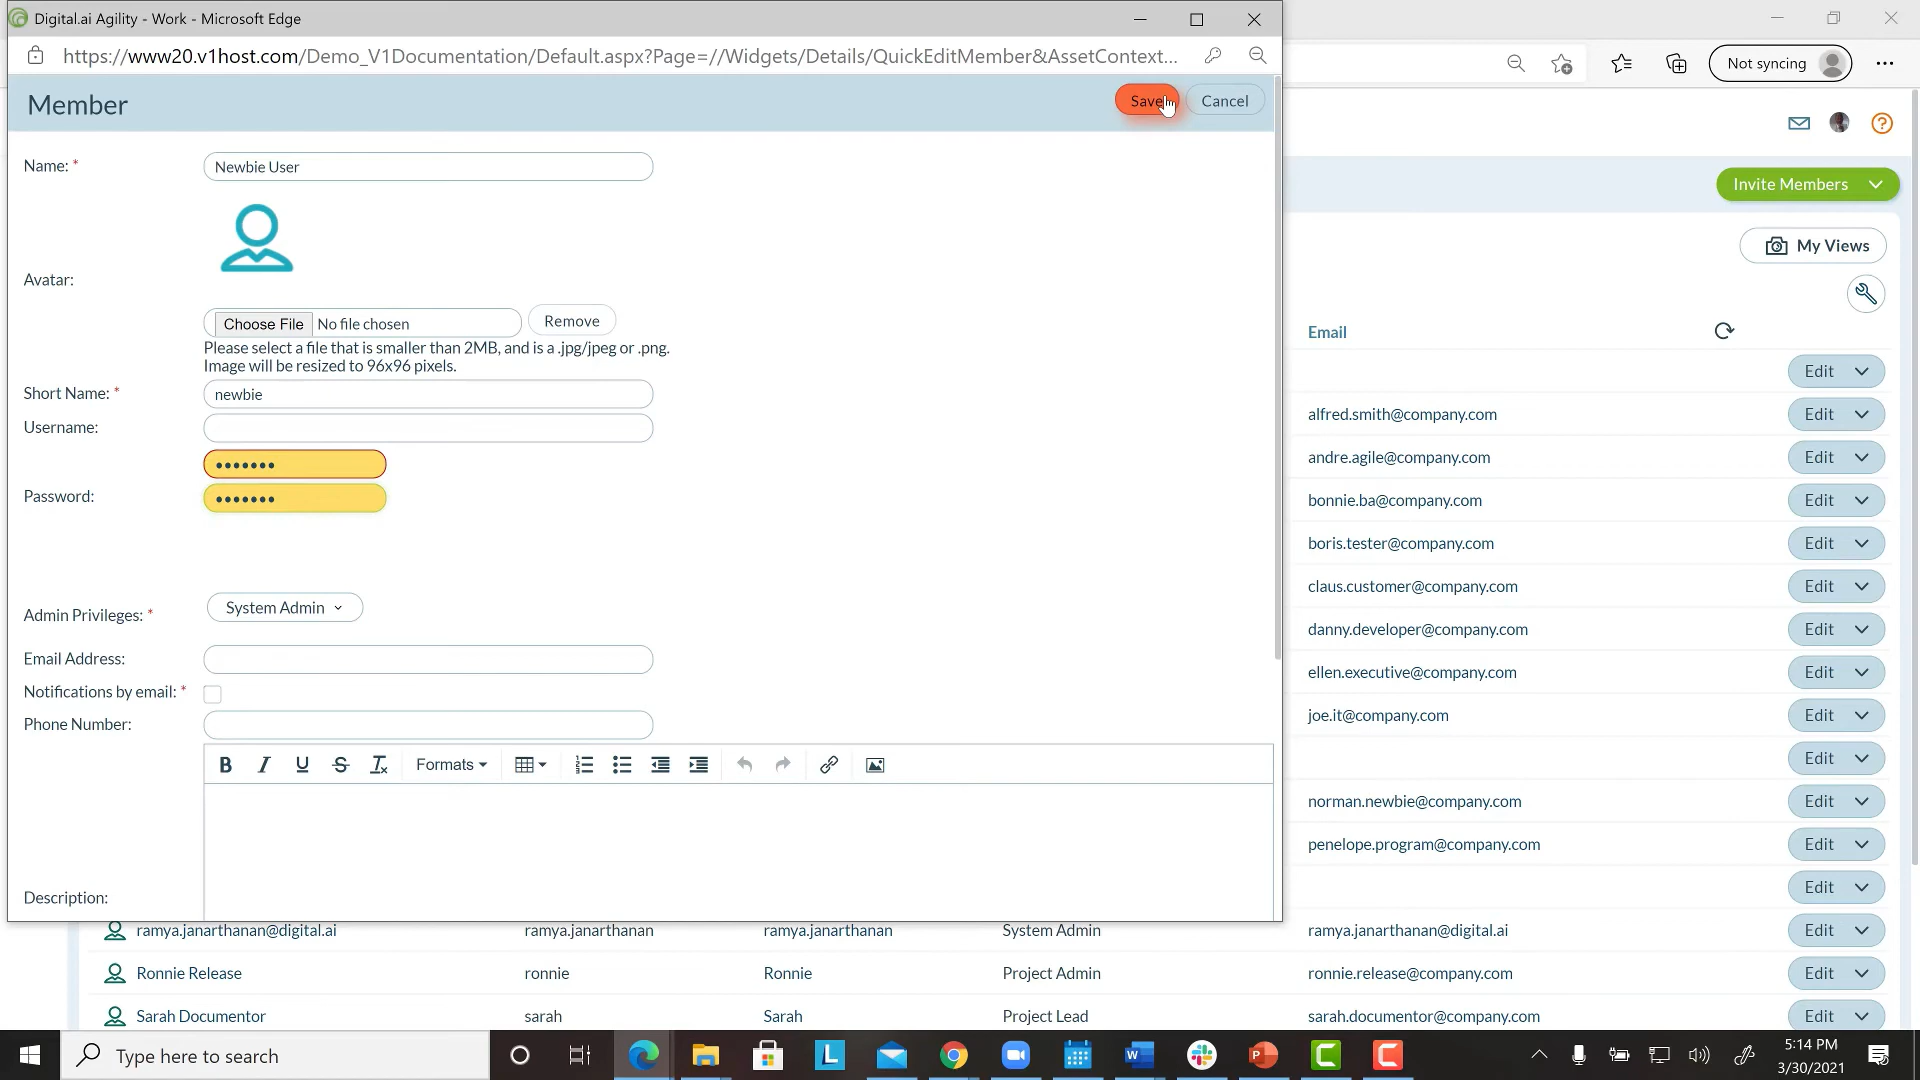 Digital.ai Agility - Work - Microsoft Edge
https://www20.v1host.com/Demo_V1Documentation/Default.aspx?Page=//Widgets/Details/QuickEditMember&AssetContext...
Not syncing
Member
Save
Cancel
Name: *
Newbie User
Invite Members
My Views
Avatar:
Choose File
No file chosen
Remove
Please select a file that is smaller than 2MB, and is a .jpg/jpeg or .png.
Image will be resized to 96x96 pixels.
Short Name: *
newbie
Username:
Password:
Admin Privileges: *
System Admin
Email Address:
Notifications by email: *
Phone Number:
B I U S Tx Formats
Description:
Email
Edit
alfred.smith@company.com Edit
andre.agile@company.com Edit
bonnie.ba@company.com Edit
boris.tester@company.com Edit
claus.customer@company.com Edit
danny.developer@company.com Edit
ellen.executive@company.com Edit
joe.it@company.com Edit
Edit
norman.newbie@company.com Edit
penelope.program@company.com Edit
Edit
ramya.janarthanan@digital.ai ramya.janarthanan ramya.janarthanan System Admin ramya.janarthanan@digital.ai Edit
Ronnie Release ronnie Ronnie Project Admin ronnie.release@company.com Edit
Sarah Documentor sarah Sarah Project Lead sarah.documentor@company.com Edit
Type here to search
5:14 PM
3/30/2021